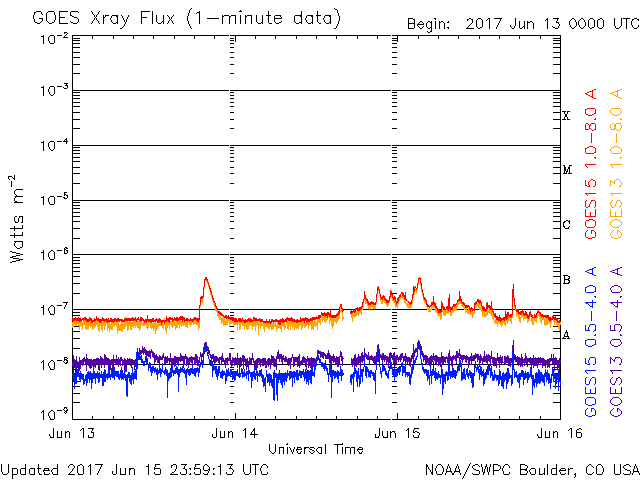 GOES Xray Flux (1-minute data)
Begin: 2017 Jun 13 0000 UTC
10⁻²
10⁻³
10⁻⁴
10⁻⁵
10⁻⁶
10⁻⁷
10⁻⁸
10⁻⁹
Watts m⁻²
X
M
C
B
A
GOES15 1.0-8.0 A
GOES13 1.0-8.0 A
GOES15 0.5-4.0 A
GOES13 0.5-4.0 A
Jun 13
Jun 14
Jun 15
Jun 16
Universal Time
Updated 2017 Jun 15 23:59:13 UTC
NOAA/SWPC Boulder, CO USA